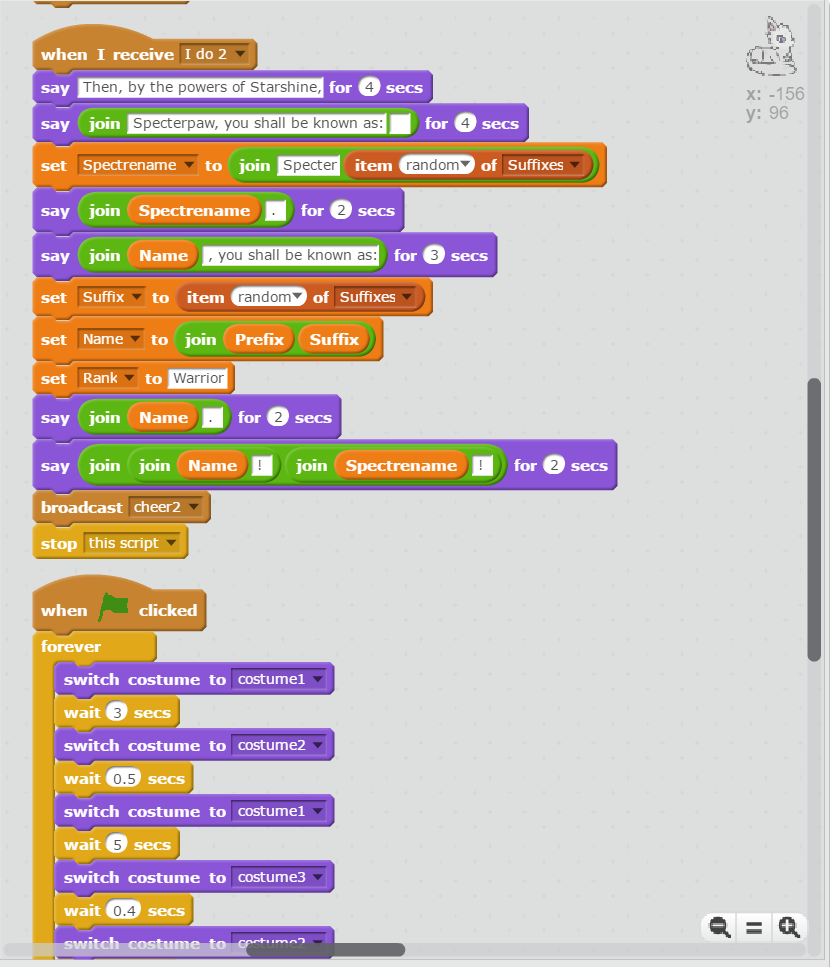 when I receive I do 2
x: -156
y: 96
say Then, by the powers of Starshine, for 4 secs
say join Specterpaw, you shall be known as: for 4 secs
set Spectrename to join Specter item random of Suffixes
say join Spectrename . for 2 secs
say join Name , you shall be known as: for 3 secs
set Suffix to item random of Suffixes
set Name to join Prefix Suffix
set Rank to Warrior
say join Name . for 2 secs
say join join Name ! join Spectrename ! for 2 secs
broadcast cheer2
stop this script
when clicked
forever
switch costume to costume1
wait 3 secs
switch costume to costume2
wait 0.5 secs
switch costume to costume1
wait 5 secs
switch costume to costume3
wait 0.4 secs
switch costume to costume2